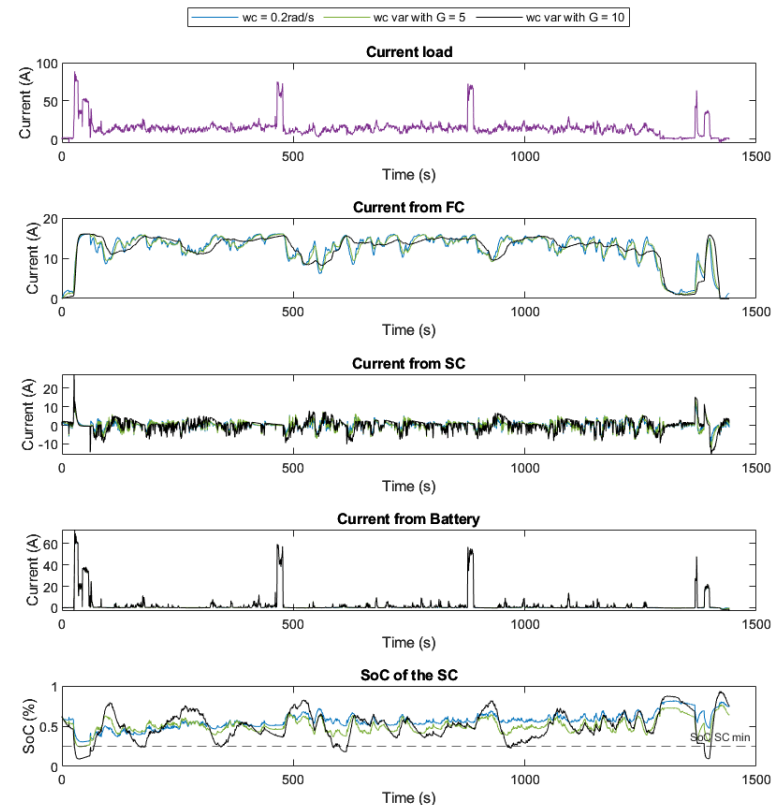 wc = 0.2rad/s wc var with G = 5 wc var with G = 10
Current load
100
50
0
Current (A)
0 500 1000 1500
Time (s)
Current from FC
20
10
0
Current (A)
0 500 1000 1500
Time (s)
Current from SC
20
10
0
-10
Current (A)
0 500 1000 1500
Time (s)
Current from Battery
60
40
20
0
Current (A)
0 500 1000 1500
Time (s)
SoC of the SC
1
0.5
0
SoC (%)
SoC SC min
0 500 1000 1500
Time (s)